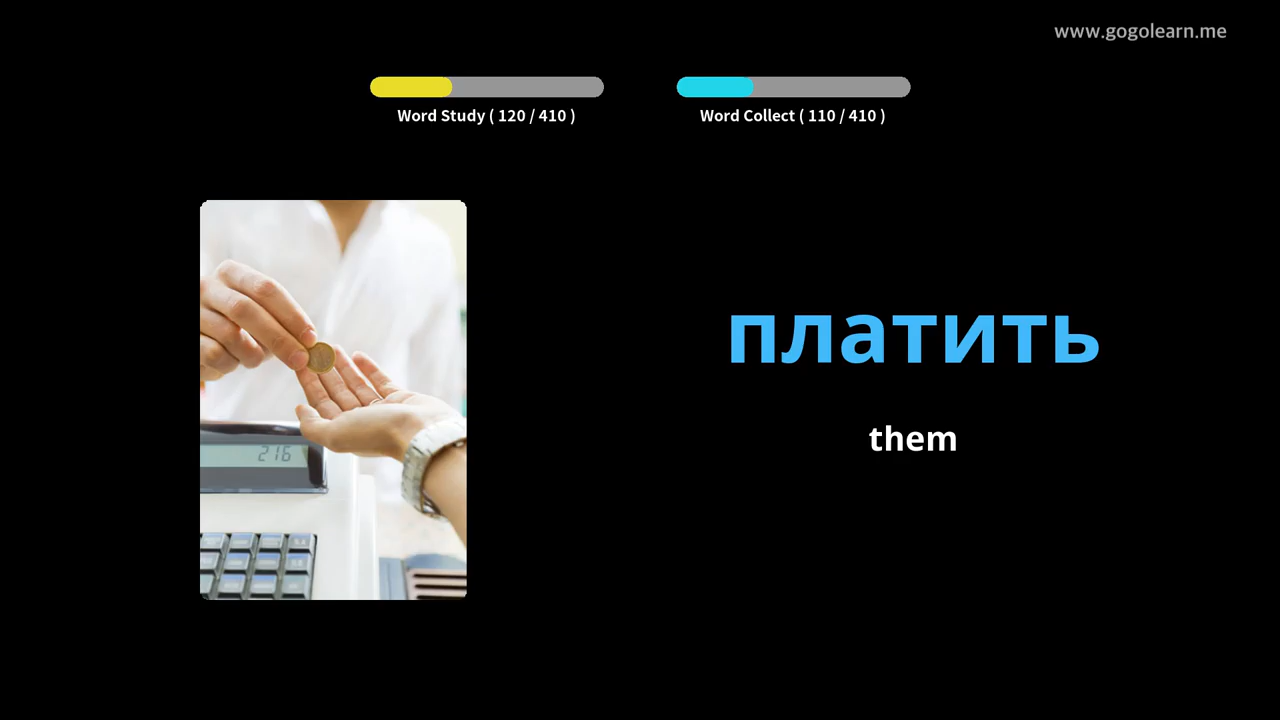 www.gogolearn.me
Word Study ( 120 / 410 )
Word Collect ( 110 / 410 )
216
платить
them